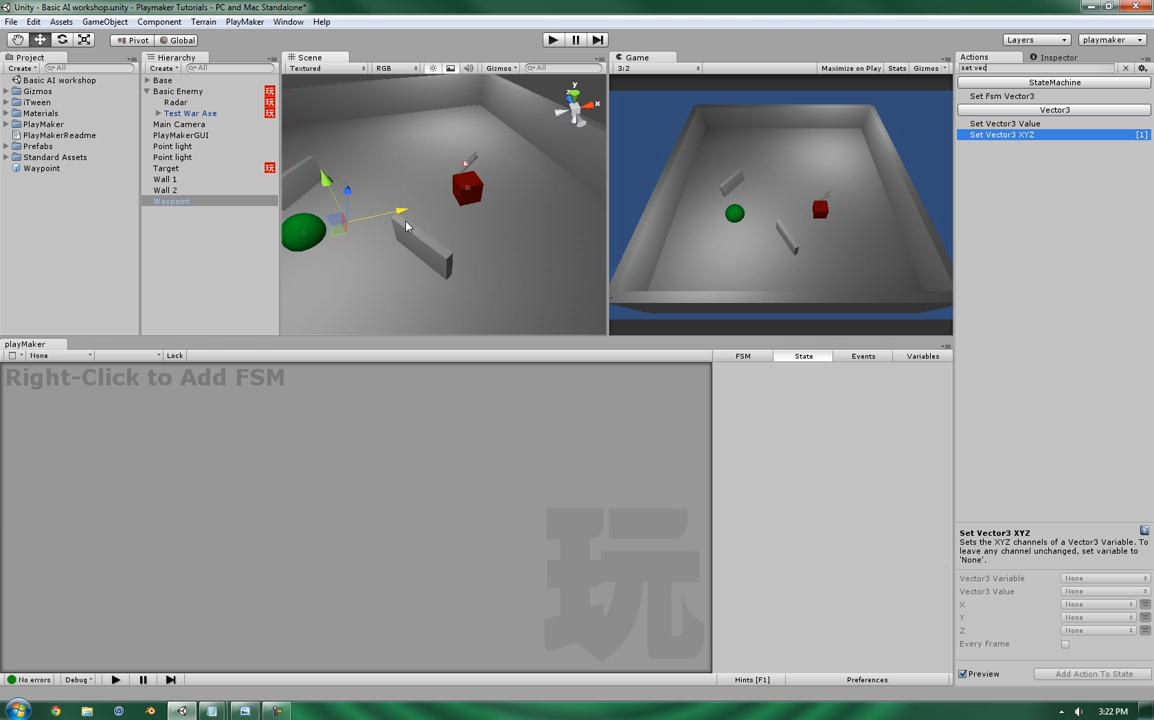 Unity - Basic AI workshop.unity - Playmaker Tutorials - PC and Mac Standalone*
File Edit Assets GameObject Component Terrain PlayMaker Window Help
Pivot Global Layers playmaker
Project
Create All
Basic AI workshop
Gizmos
iTween
Materials
PlayMaker
PlayMakerReadme
Prefabs
Standard Assets
Waypoint
Hierarchy
Create All
Base
Basic Enemy 玩
Radar
Test War Axe 玩
Main Camera
PlayMakerGUI
Point light
Point light
Target 玩
Wall 1
Wall 2
Waypoint
Scene
Textured RGB Gizmos All
Y
X
Z
Game
3:2 Maximize on Play Stats Gizmos
Actions Inspector
set vec
StateMachine
Set Fsm Vector3
Vector3
Set Vector3 Value
Set Vector3 XYZ [1]
Set Vector3 XYZ
Sets the XYZ channels of a Vector3 Variable. To
leave any channel unchanged, set variable to
'None'.
Vector3 Variable None
Vector3 Value None
X None
Y None
Z None
Every Frame
Preview Add Action To State
playMaker
None Lock FSM State Events Variables
Right-Click to Add FSM
玩
No errors Debug Hints [F1] Preferences
3:22 PM